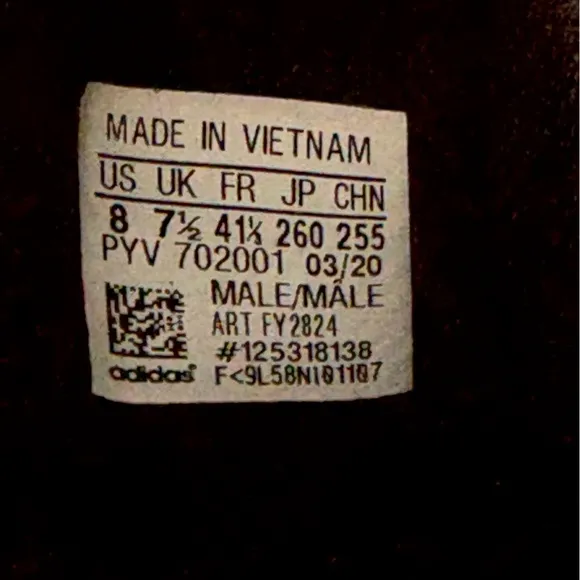 MADE IN VIETNAM
US UK FR JP CHN
8 7½ 41⅓ 260 255
PYV 702001 03/20
MALE/MÂLE
ART FY2824
#125318138
adidas® F<9L58N101107